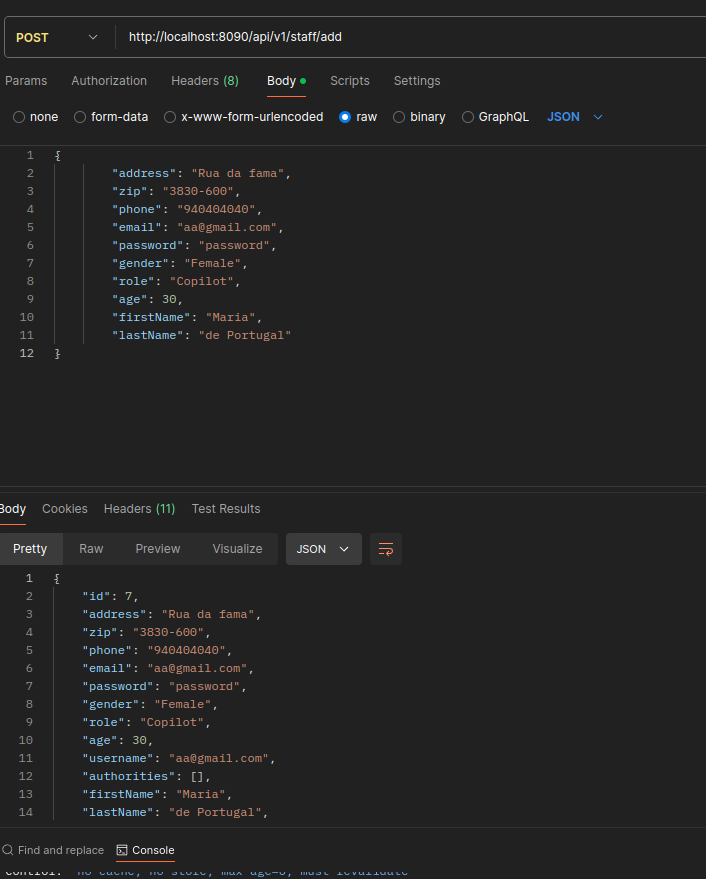 POST http://localhost:8090/api/v1/staff/add
Params Authorization Headers (8) Body Scripts Settings
none form-data x-www-form-urlencoded raw binary GraphQL JSON
1 {
2 "address": "Rua da fama",
3 "zip": "3830-600",
4 "phone": "940404040",
5 "email": "aa@gmail.com",
6 "password": "password",
7 "gender": "Female",
8 "role": "Copilot",
9 "age": 30,
10 "firstName": "Maria",
11 "lastName": "de Portugal"
12 }
Body Cookies Headers (11) Test Results
Pretty Raw Preview Visualize JSON
1 {
2 "id": 7,
3 "address": "Rua da fama",
4 "zip": "3830-600",
5 "phone": "940404040",
6 "email": "aa@gmail.com",
7 "password": "password",
8 "gender": "Female",
9 "role": "Copilot",
10 "age": 30,
11 "username": "aa@gmail.com",
12 "authorities": [],
13 "firstName": "Maria",
14 "lastName": "de Portugal",
Find and replace Console